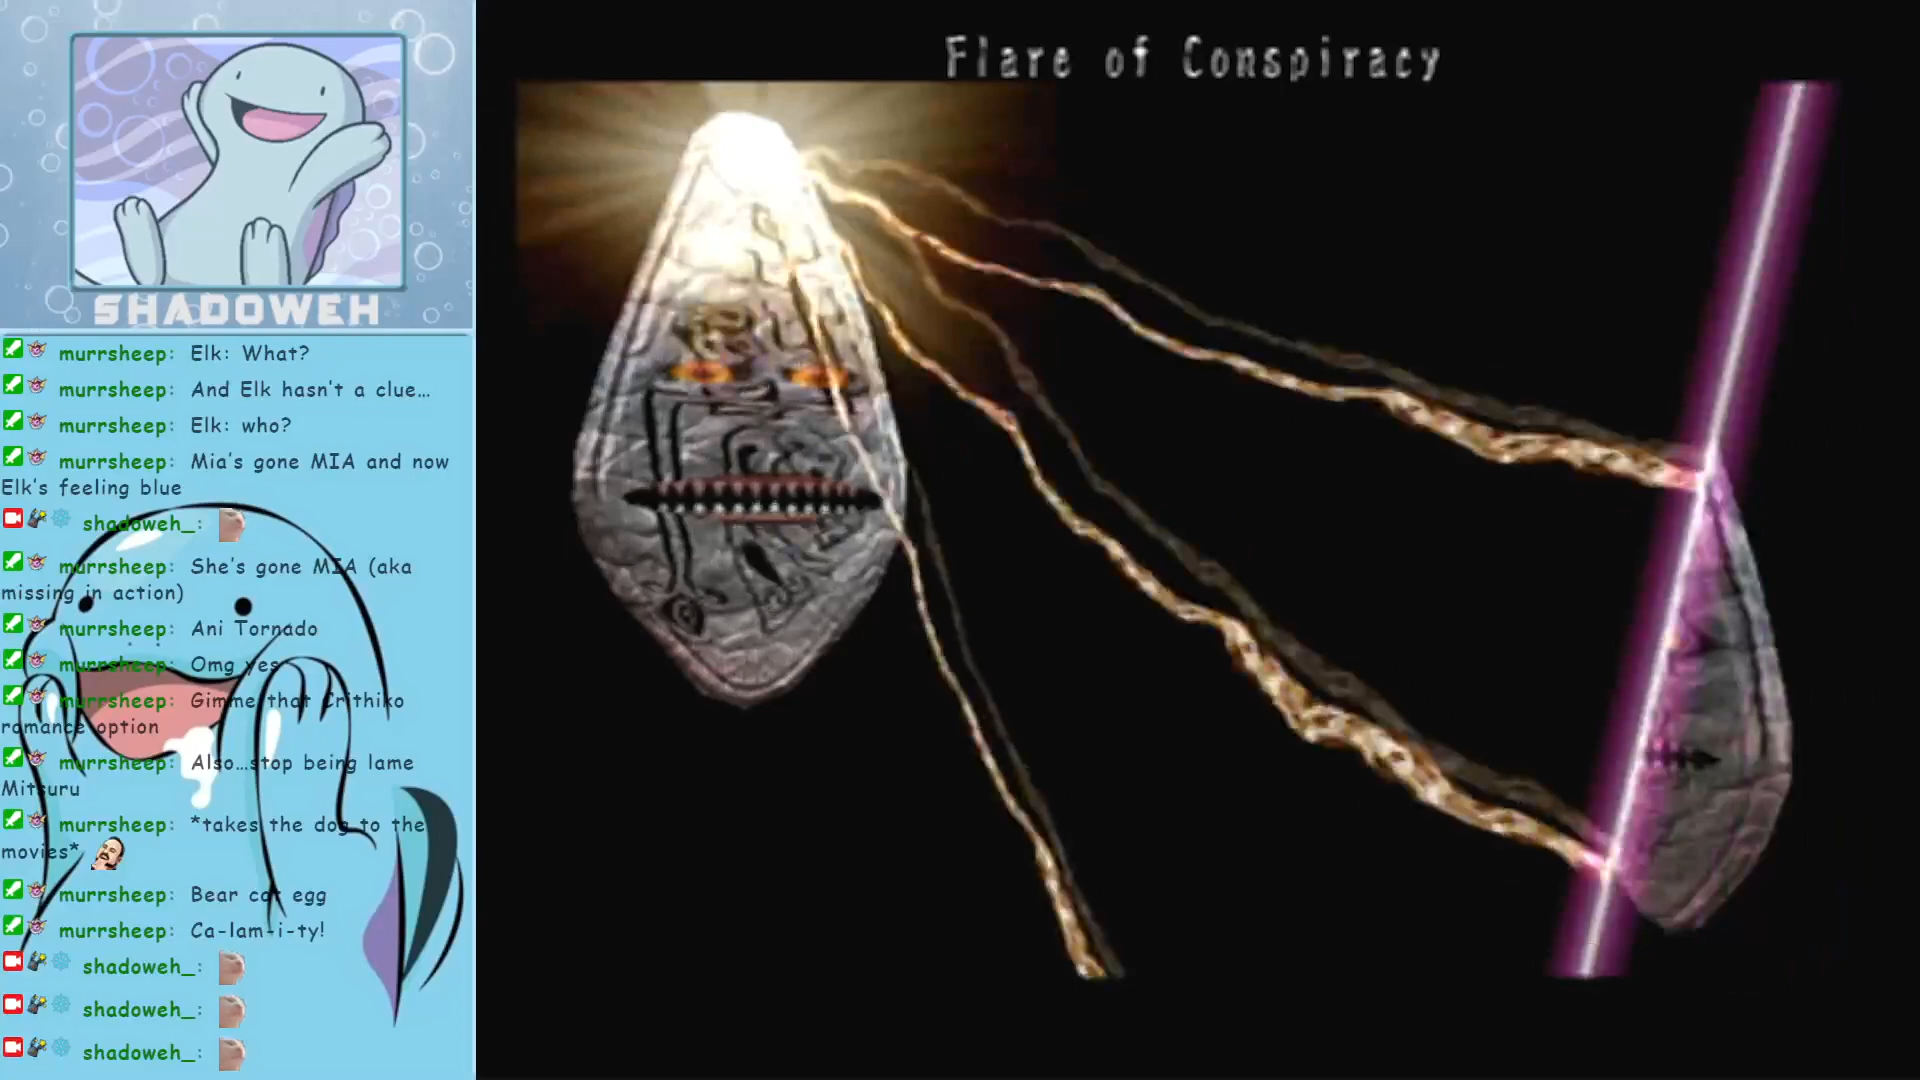 Flare of Conspiracy
SHADOWEH
murrsheep: Elk: What?
murrsheep: And Elk hasn't a clue...
murrsheep: Elk: who?
murrsheep: Mia's gone MIA and now
Elk's feeling blue
shadoweh_:
murrsheep: She's gone MIA (aka
missing in action)
murrsheep: Ani Tornado
murrsheep: Omg yes
murrsheep: Gimme that Crithiko
romance option
murrsheep: Also...stop being lame
Mitsuru
murrsheep: *takes the dog to the
movies*
murrsheep: Bear cat egg
murrsheep: Ca-lam-i-ty!
shadoweh_:
shadoweh_:
shadoweh_: